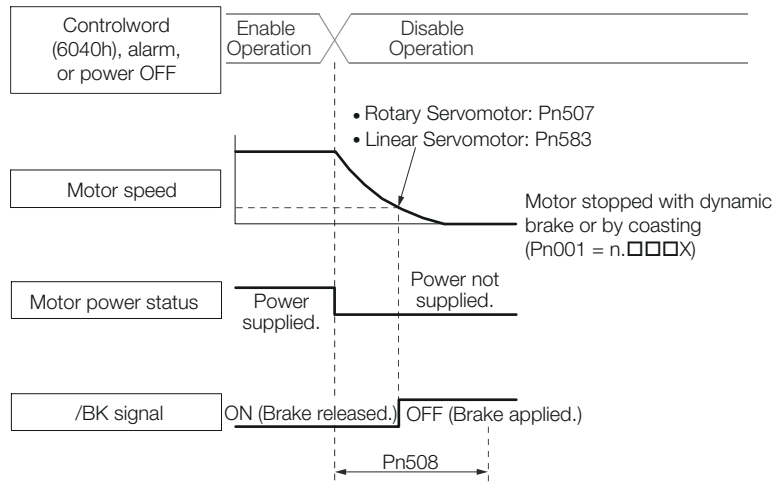 Controlword
(6040h), alarm,
or power OFF
Enable
Operation
Disable
Operation
• Rotary Servomotor: Pn507
• Linear Servomotor: Pn583
Motor speed
Motor stopped with dynamic
brake or by coasting
(Pn001 = n.□□□X)
Motor power status
Power
supplied.
Power not
supplied.
/BK signal
ON (Brake released.)
OFF (Brake applied.)
Pn508